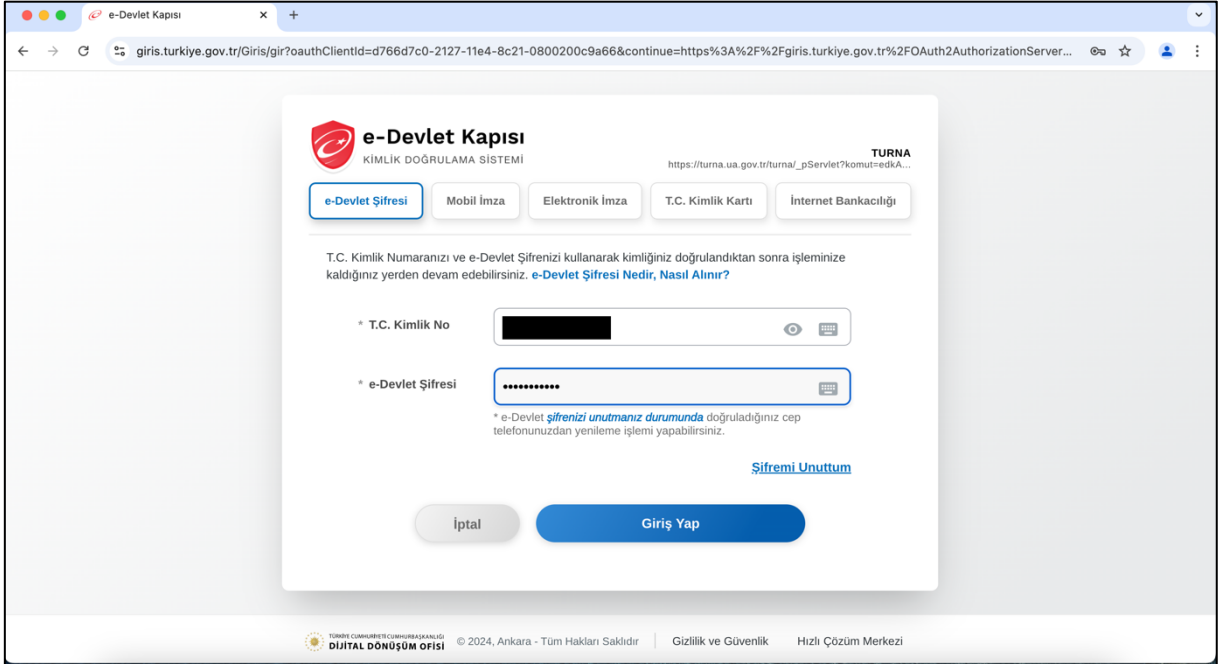 e-Devlet Kapısı
giris.turkiye.gov.tr/Giris/gir?oauthClientId=d766d7c0-2127-11e4-8c21-0800200c9a66&continue=https%3A%2F%2Fgiris.turkiye.gov.tr%2FOAuth2AuthorizationServer...
e-Devlet Kapısı
KİMLİK DOĞRULAMA SİSTEMİ
TURNA
https://turna.ua.gov.tr/turna/_pServlet?komut=edkA...
e-Devlet Şifresi Mobil İmza Elektronik İmza T.C. Kimlik Kartı İnternet Bankacılığı
T.C. Kimlik Numaranızı ve e-Devlet Şifrenizi kullanarak kimliğiniz doğrulandıktan sonra işleminize
kaldığınız yerden devam edebilirsiniz. e-Devlet Şifresi Nedir, Nasıl Alınır?
* T.C. Kimlik No
* e-Devlet Şifresi •••••••••••
* e-Devlet şifrenizi unutmanız durumunda doğruladığınız cep
telefonunuzdan yenileme işlemi yapabilirsiniz.
Şifremi Unuttum
İptal Giriş Yap
TÜRKİYE CUMHURİYETİ CUMHURBAŞKANLIĞI
DİJİTAL DÖNÜŞÜM OFİSİ © 2024, Ankara - Tüm Hakları Saklıdır Gizlilik ve Güvenlik Hızlı Çözüm Merkezi